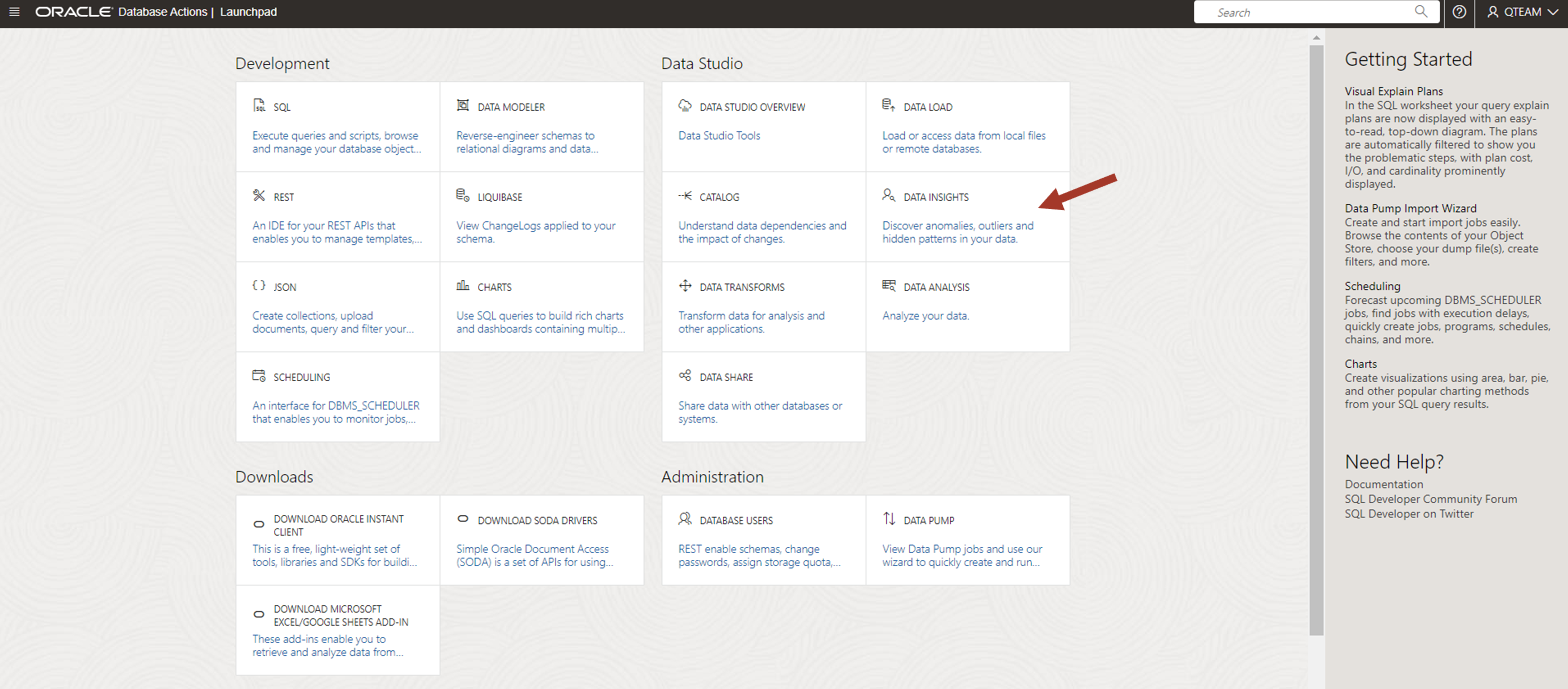 ORACLE Database Actions | Launchpad
Search
QTEAM
Development
SQL
Execute queries and scripts, browse
and manage your database object...
DATA MODELER
Reverse-engineer schemas to
relational diagrams and data...
REST
An IDE for your REST APIs that
enables you to manage templates,...
LIQUIBASE
View ChangeLogs applied to your
schema.
JSON
Create collections, upload
documents, query and filter your...
CHARTS
Use SQL queries to build rich charts
and dashboards containing multip...
SCHEDULING
An interface for DBMS_SCHEDULER
that enables you to monitor jobs,...
Data Studio
DATA STUDIO OVERVIEW
Data Studio Tools
DATA LOAD
Load or access data from local files
or remote databases.
CATALOG
Understand data dependencies and
the impact of changes.
DATA INSIGHTS
Discover anomalies, outliers and
hidden patterns in your data.
DATA TRANSFORMS
Transform data for analysis and
other applications.
DATA ANALYSIS
Analyze your data.
DATA SHARE
Share data with other databases or
systems.
Downloads
DOWNLOAD ORACLE INSTANT
CLIENT
This is a free, light-weight set of
tools, libraries and SDKs for buildi...
DOWNLOAD SODA DRIVERS
Simple Oracle Document Access
(SODA) is a set of APIs for using...
DOWNLOAD MICROSOFT
EXCEL/GOOGLE SHEETS ADD-IN
These add-ins enable you to
retrieve and analyze data from...
Administration
DATABASE USERS
REST enable schemas, change
passwords, assign storage quota,...
DATA PUMP
View Data Pump jobs and use our
wizard to quickly create and run...
Getting Started
Visual Explain Plans
In the SQL worksheet your query explain
plans are now displayed with an easy-
to-read, top-down diagram. The plans
are automatically filtered to show you
the problematic steps, with plan cost,
I/O, and cardinality prominently
displayed.
Data Pump Import Wizard
Create and start import jobs easily.
Browse the contents of your Object
Store, choose your dump file(s), create
filters, and more.
Scheduling
Forecast upcoming DBMS_SCHEDULER
jobs, find jobs with execution delays,
quickly create jobs, programs, schedules,
chains, and more.
Charts
Create visualizations using area, bar, pie,
and other popular charting methods
from your SQL query results.
Need Help?
Documentation
SQL Developer Community Forum
SQL Developer on Twitter